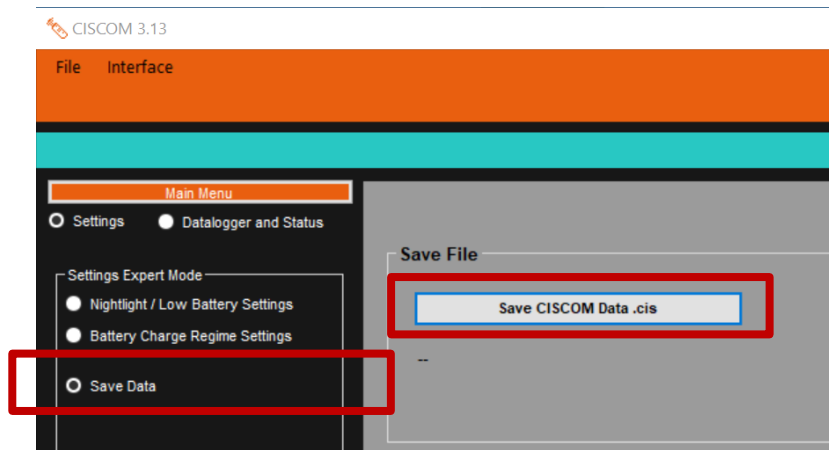 CISCOM 3.13
File Interface
Main Menu
Settings Datalogger and Status
Settings Expert Mode
Nightlight / Low Battery Settings
Battery Charge Regime Settings
Save Data
Save File
Save CISCOM Data .cis
--